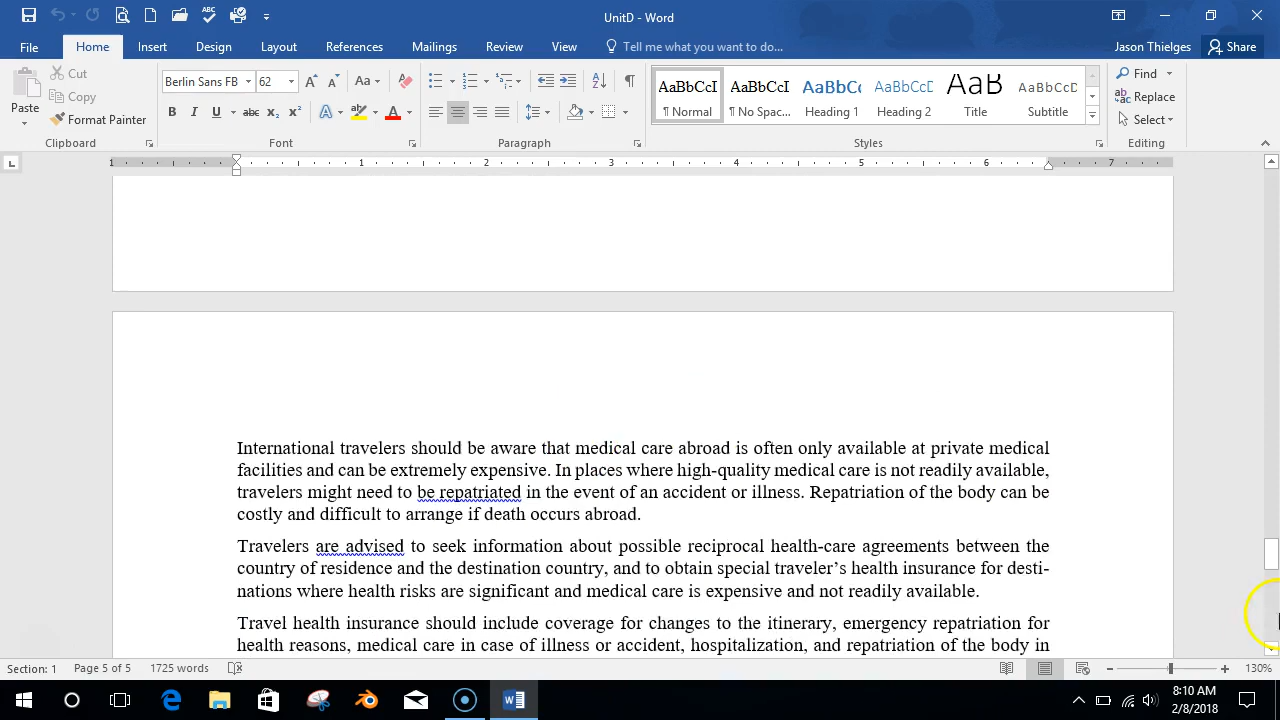 UnitD - Word
File Home Insert Design Layout References Mailings Review View Tell me what you want to do... Jason Thielges Share
Cut
Copy
Format Painter
Paste
Berlin Sans FB 62
AaBbCcI AaBbCcI AaBbCc AaBbCcD AaB AaBbCcD
¶ Normal ¶ No Spac... Heading 1 Heading 2 Title Subtitle
Find
Replace
Select
Clipboard Font Paragraph Styles Editing
1 1 2 3 4 5 6 7
International travelers should be aware that medical care abroad is often only available at private medical
facilities and can be extremely expensive. In places where high-quality medical care is not readily available,
travelers might need to be repatriated in the event of an accident or illness. Repatriation of the body can be
costly and difficult to arrange if death occurs abroad.
Travelers are advised to seek information about possible reciprocal health-care agreements between the
country of residence and the destination country, and to obtain special traveler’s health insurance for desti-
nations where health risks are significant and medical care is expensive and not readily available.
Travel health insurance should include coverage for changes to the itinerary, emergency repatriation for
health reasons, medical care in case of illness or accident, hospitalization, and repatriation of the body in
Section: 1 Page 5 of 5 1725 words 130%
8:10 AM
2/8/2018